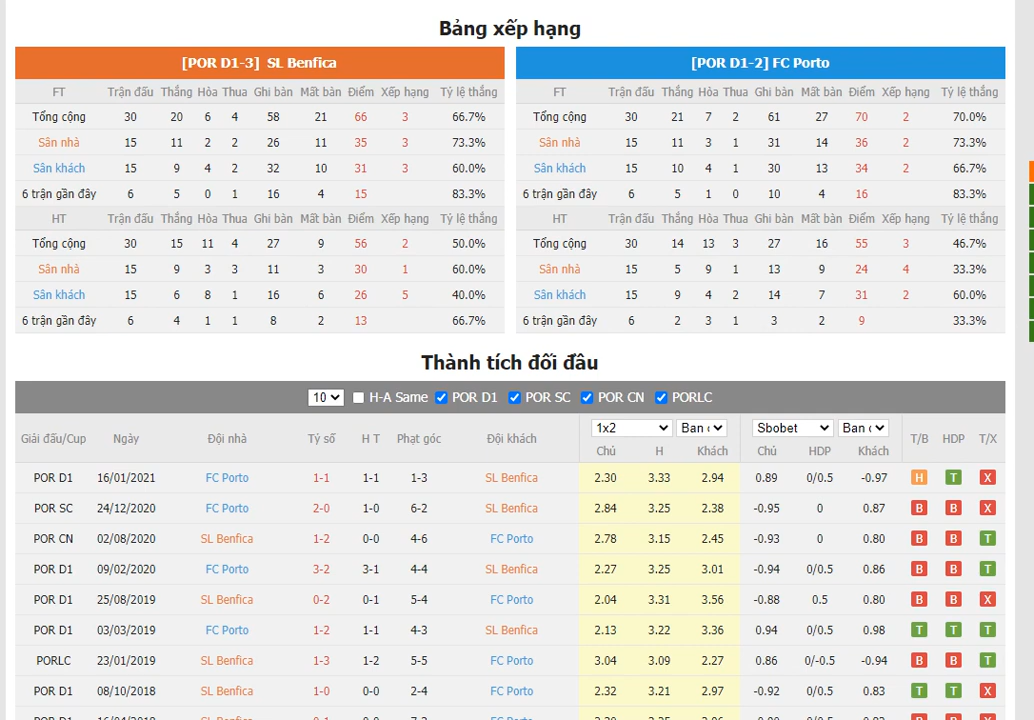 Bảng xếp hạng
[POR D1-3] SL Benfica
FT Trận đấu Thắng Hòa Thua Ghi bàn Mất bàn Điểm Xếp hạng Tỷ lệ thắng
Tổng cộng 30 20 6 4 58 21 66 3 66.7%
Sân nhà 15 11 2 2 26 11 35 3 73.3%
Sân khách 15 9 4 2 32 10 31 3 60.0%
6 trận gần đây 6 5 0 1 16 4 15 83.3%
HT Trận đấu Thắng Hòa Thua Ghi bàn Mất bàn Điểm Xếp hạng Tỷ lệ thắng
Tổng cộng 30 15 11 4 27 9 56 2 50.0%
Sân nhà 15 9 3 3 11 3 30 1 60.0%
Sân khách 15 6 8 1 16 6 26 5 40.0%
6 trận gần đây 6 4 1 1 8 2 13 66.7%
[POR D1-2] FC Porto
FT Trận đấu Thắng Hòa Thua Ghi bàn Mất bàn Điểm Xếp hạng Tỷ lệ thắng
Tổng cộng 30 21 7 2 61 27 70 2 70.0%
Sân nhà 15 11 3 1 31 14 36 2 73.3%
Sân khách 15 10 4 1 30 13 34 2 66.7%
6 trận gần đây 6 5 1 0 10 4 16 83.3%
HT Trận đấu Thắng Hòa Thua Ghi bàn Mất bàn Điểm Xếp hạng Tỷ lệ thắng
Tổng cộng 30 14 13 3 27 16 55 3 46.7%
Sân nhà 15 5 9 1 13 9 24 4 33.3%
Sân khách 15 9 4 2 14 7 31 2 60.0%
6 trận gần đây 6 2 3 1 3 2 9 33.3%
Thành tích đối đầu
10 H-A Same POR D1 POR SC POR CN PORLC
Giải đấu/Cup Ngày Đội nhà Tỷ số H T Phạt góc Đội khách 1x2 Ban Sbobet Ban T/B HDP T/X
Chủ H Khách Chủ HDP Khách
POR D1 16/01/2021 FC Porto 1-1 1-1 1-3 SL Benfica 2.30 3.33 2.94 0.89 0/0.5 -0.97 H T X
POR SC 24/12/2020 FC Porto 2-0 1-0 6-2 SL Benfica 2.84 3.25 2.38 -0.95 0 0.87 B B X
POR CN 02/08/2020 SL Benfica 1-2 0-0 4-6 FC Porto 2.78 3.15 2.45 -0.93 0 0.80 B B T
POR D1 09/02/2020 FC Porto 3-2 3-1 4-4 SL Benfica 2.27 3.25 3.01 -0.94 0/0.5 0.86 B B T
POR D1 25/08/2019 SL Benfica 0-2 0-1 5-4 FC Porto 2.04 3.31 3.56 -0.88 0.5 0.80 B B X
POR D1 03/03/2019 FC Porto 1-2 1-1 4-3 SL Benfica 2.13 3.22 3.36 0.94 0/0.5 0.98 T T T
PORLC 23/01/2019 SL Benfica 1-3 1-2 5-5 FC Porto 3.04 3.09 2.27 0.86 0/-0.5 -0.94 B B T
POR D1 08/10/2018 SL Benfica 1-0 0-0 2-4 FC Porto 2.32 3.21 2.97 -0.92 0/0.5 0.83 T T X